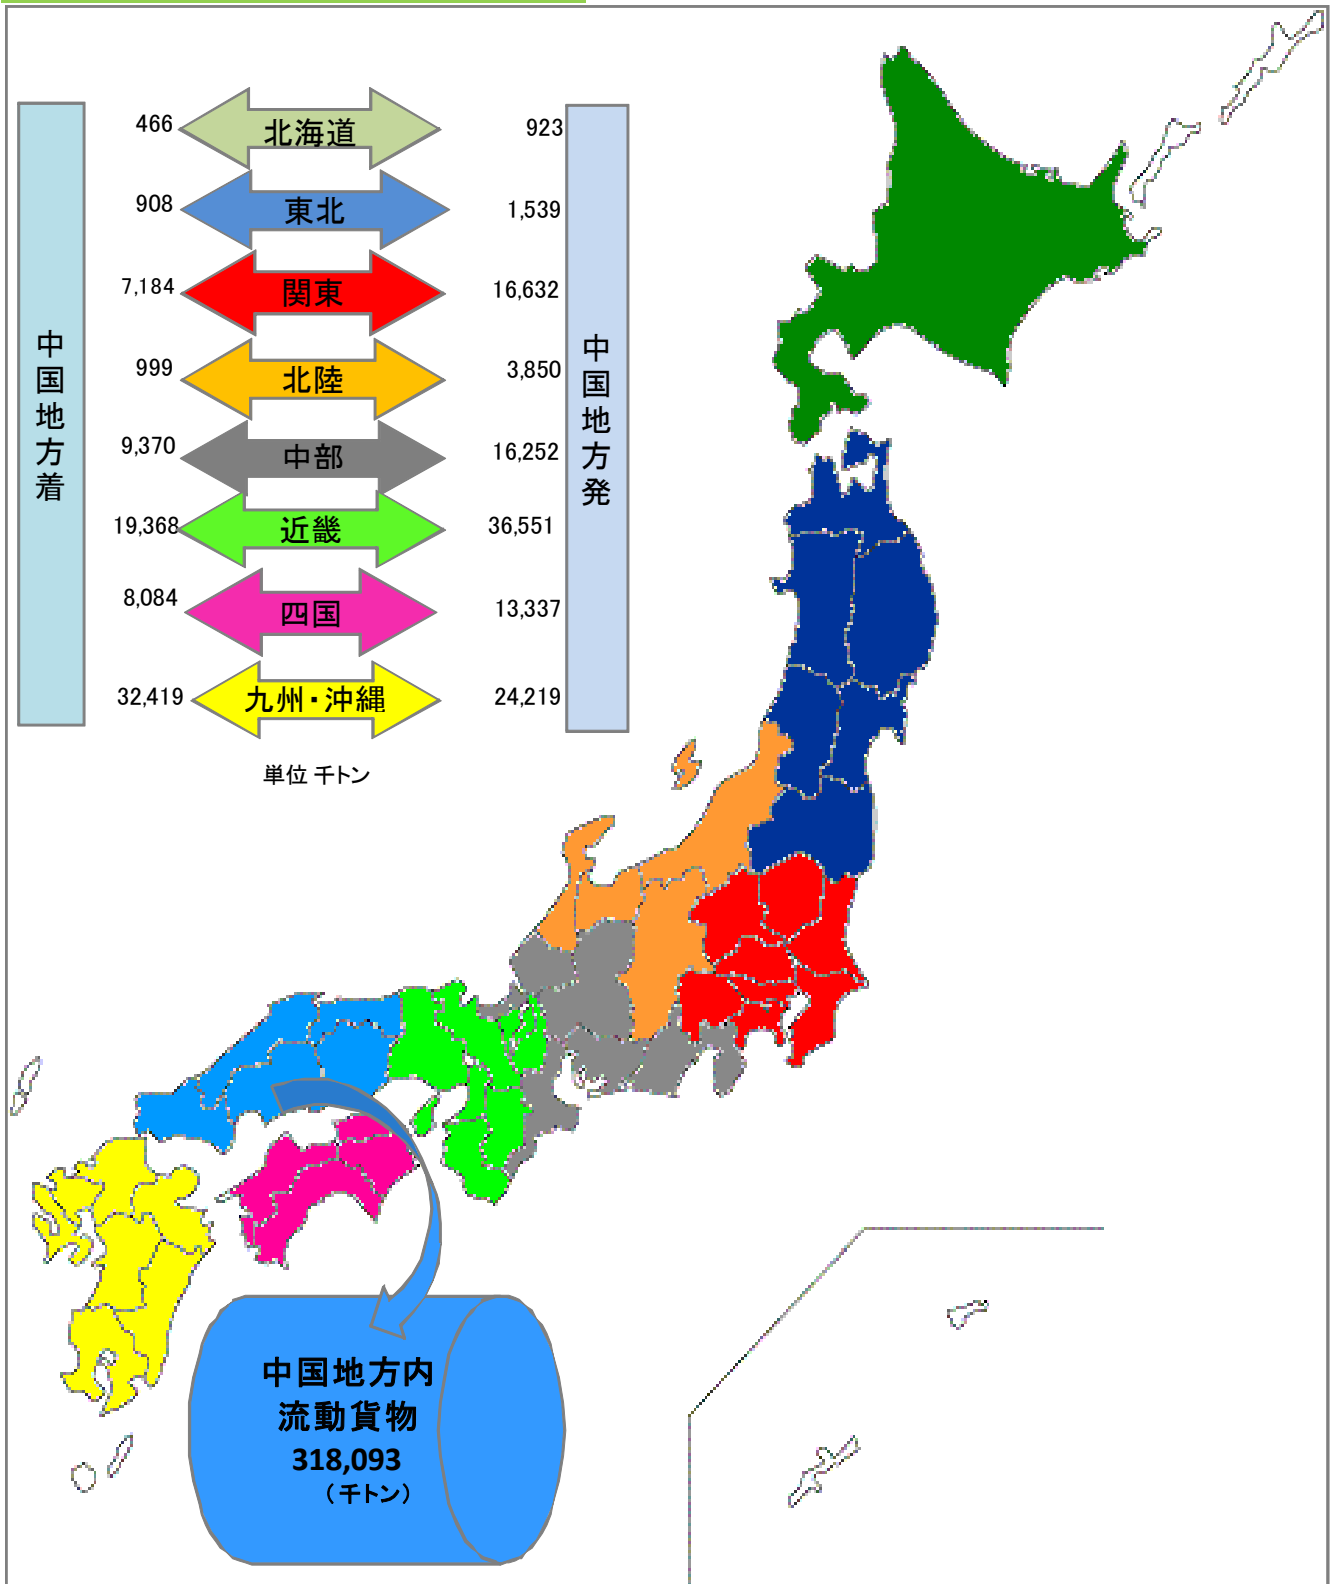 中国地方着
466 北海道 923
908 東北 1,539
7,184 関東 16,632
999 北陸 3,850
9,370 中部 16,252
19,368 近畿 36,551
8,084 四国 13,337
32,419 九州・沖縄 24,219
中国地方発
単位 千トン
中国地方内
流動貨物
318,093
（千トン）